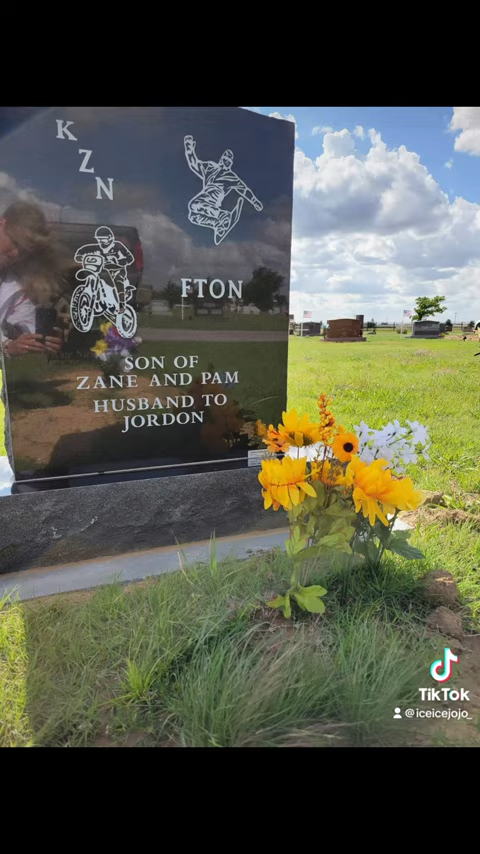 K
Z
N
FTON
SON OF
ZANE AND PAM
HUSBAND TO
JORDON
TikTok
@iceicejojo_